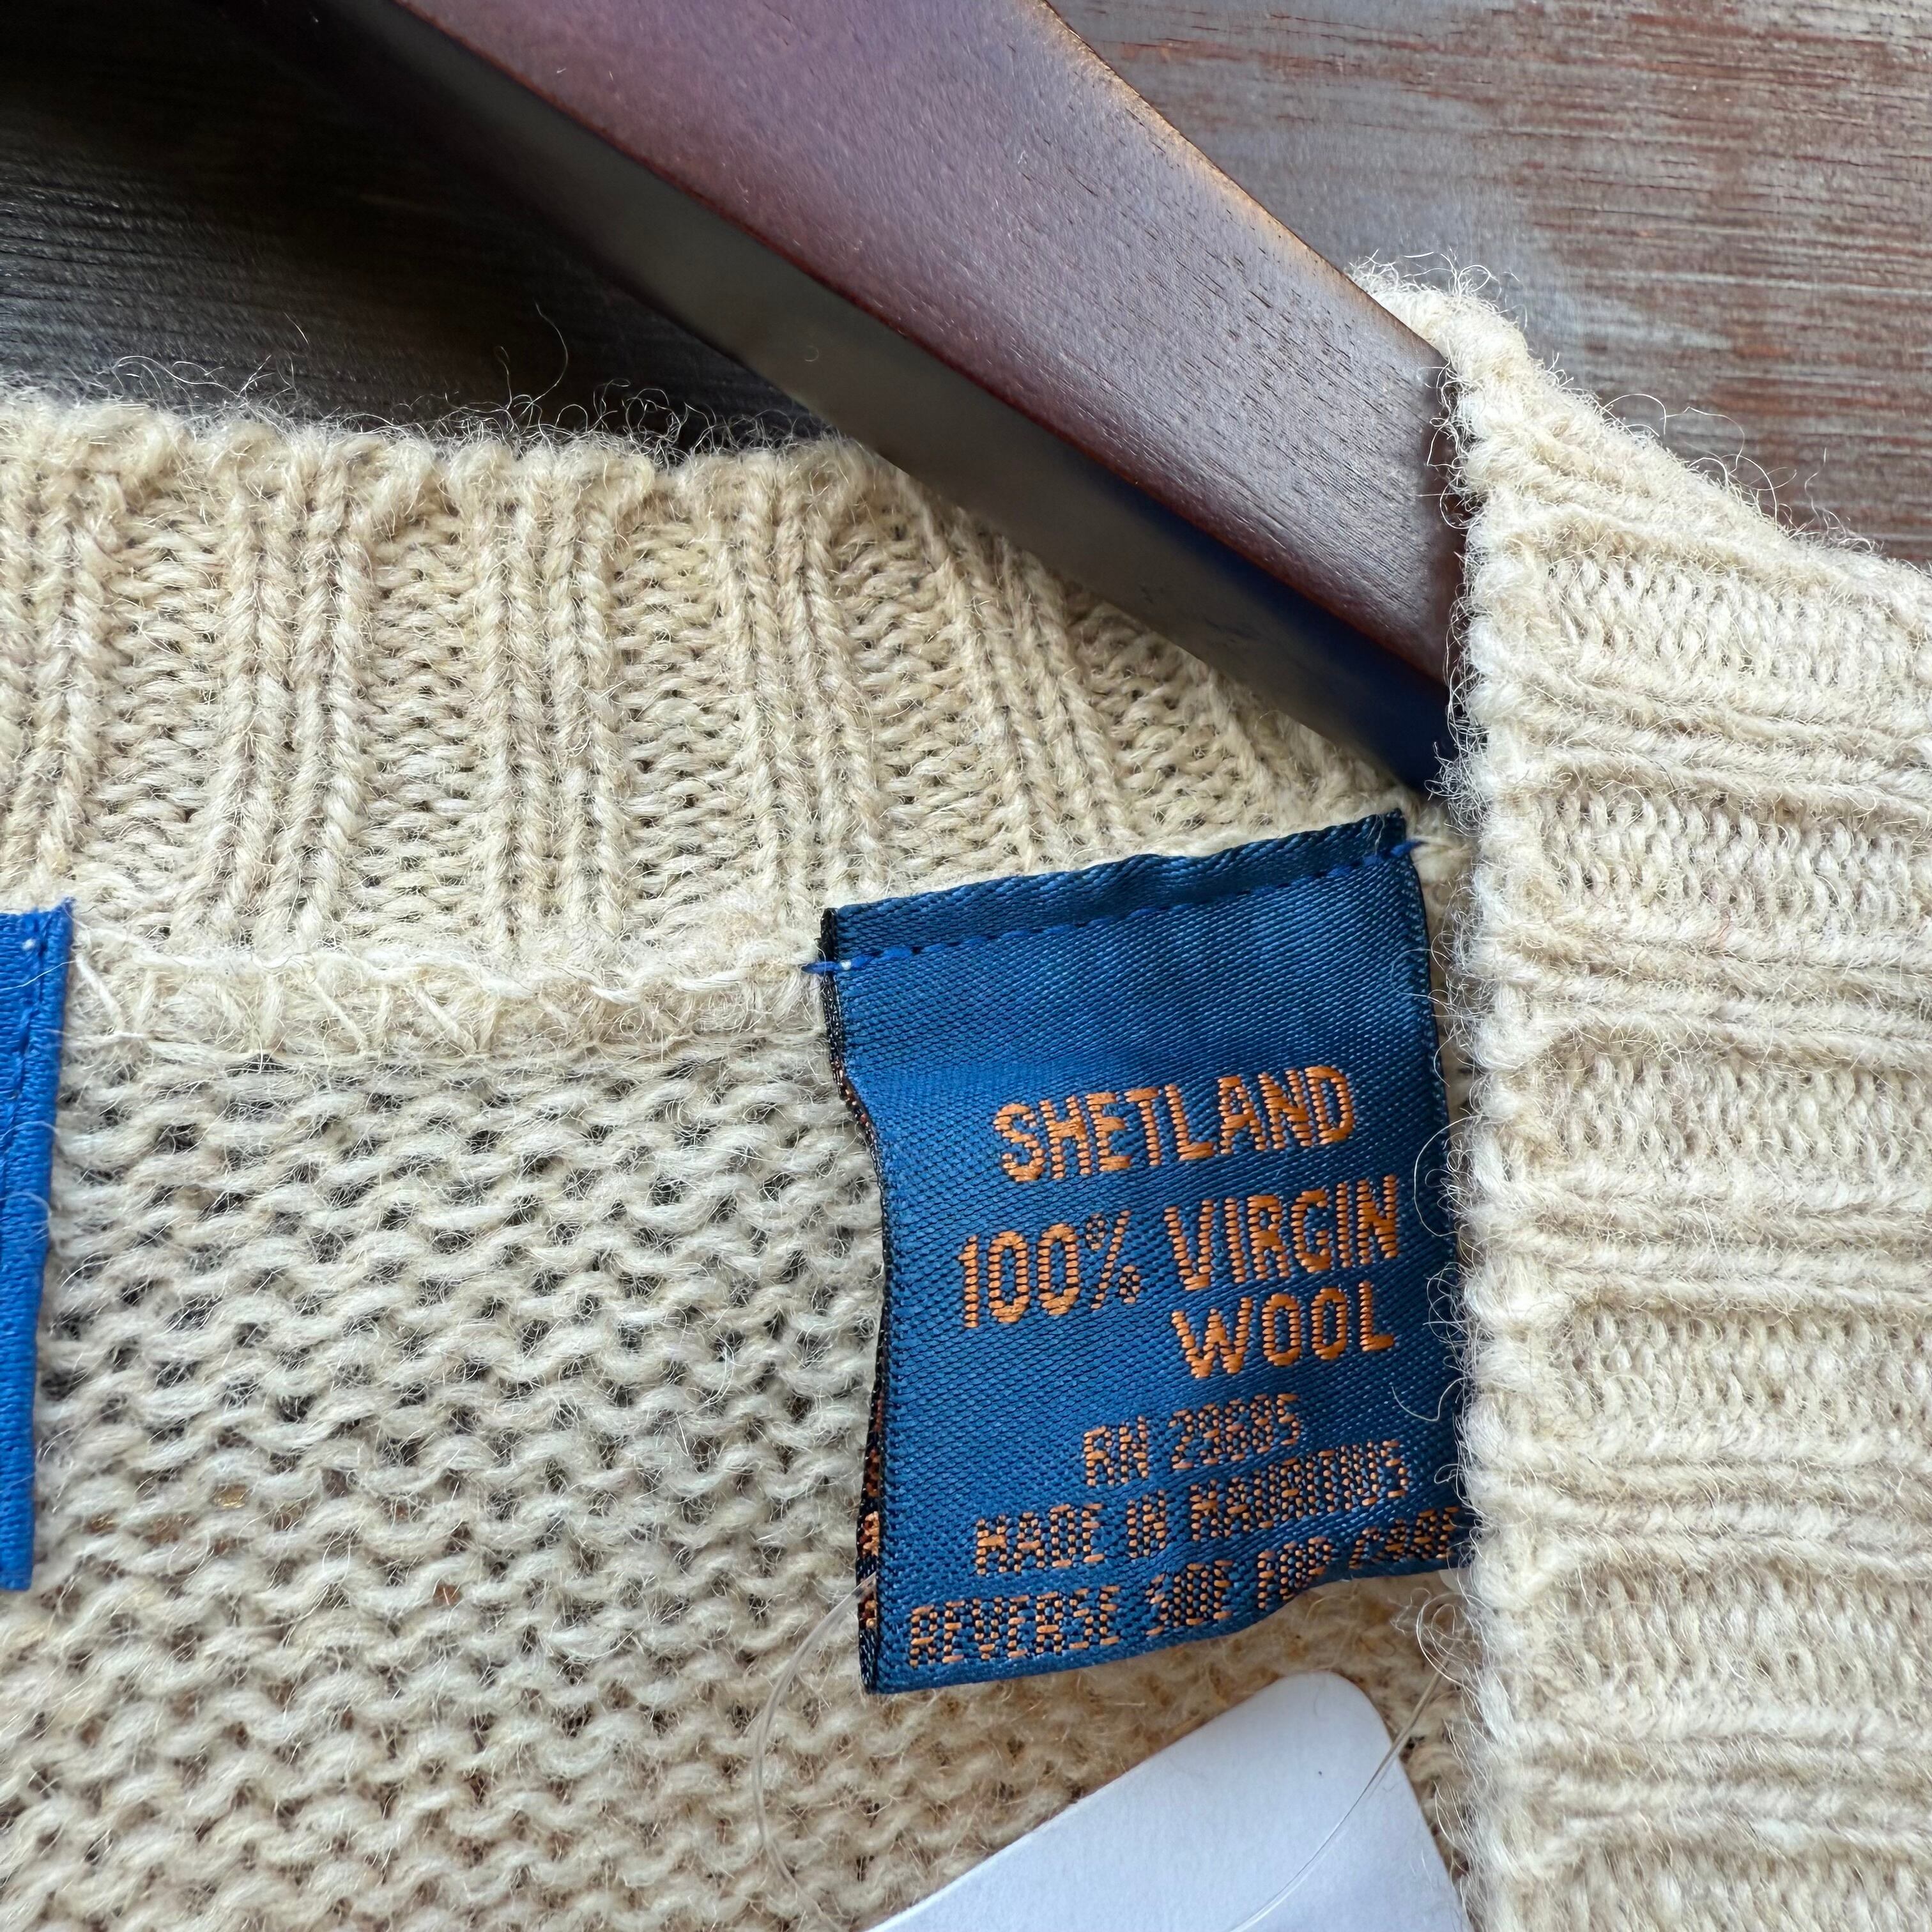 SHETLAND
100% VIRGIN
WOOL
RN 29685
MADE IN MAURITIUS
REVERSE SIDE FOR CARE